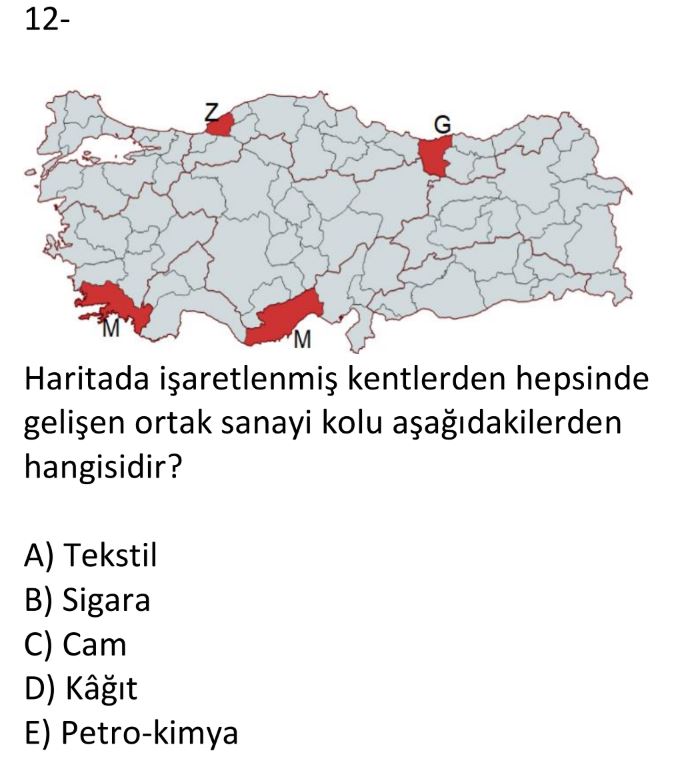 12-
Z
G
M
M
Haritada işaretlenmiş kentlerden hepsinde
gelişen ortak sanayi kolu aşağıdakilerden
hangisidir?
A) Tekstil
B) Sigara
C) Cam
D) Kâğıt
E) Petro-kimya